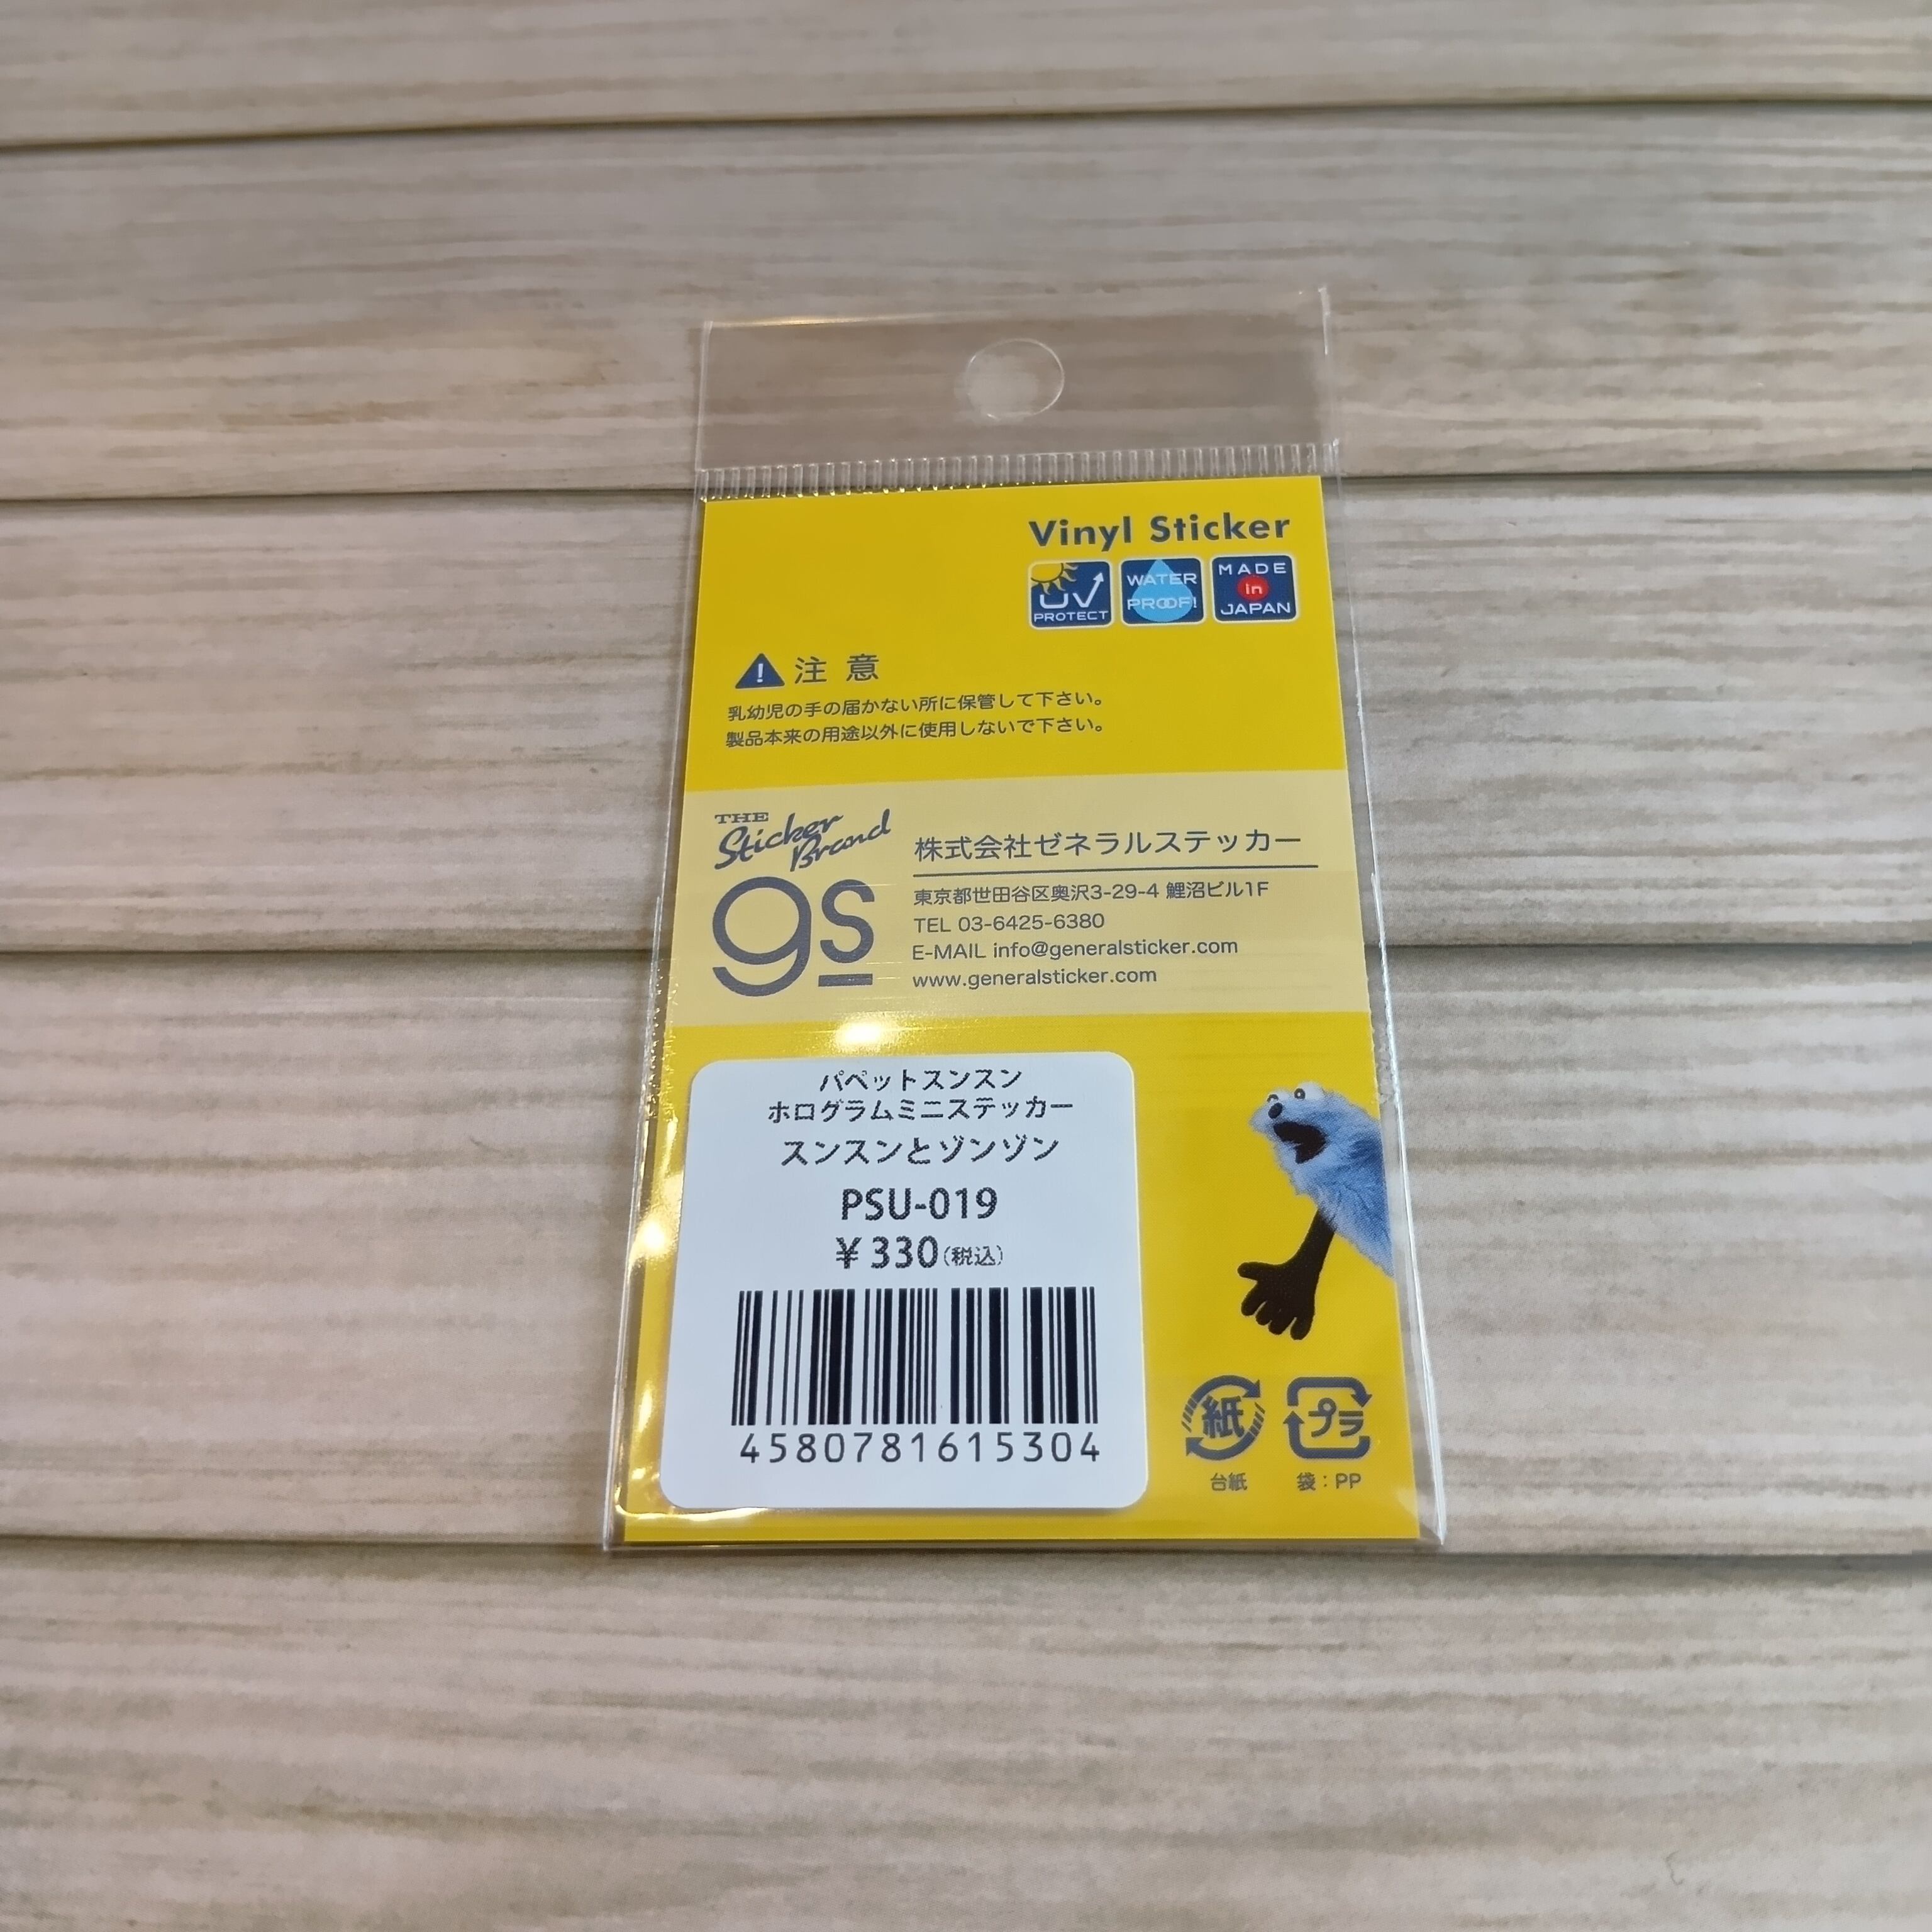 Vinyl Sticker
UV PROTECT
WATER PROOF!
MADE in JAPAN
注意
乳幼児の手の届かない所に保管して下さい。
製品本来の用途以外に使用しないで下さい。
THE
Sticker
Brand
gs
株式会社ゼネラルステッカー
東京都世田谷区奥沢3-29-4 鯉沼ビル1F
TEL 03-6425-6380
E-MAIL info@generalsticker.com
www.generalsticker.com
パペットスンスン
ホログラムミニステッカー
スンスンとゾンゾン
PSU-019
¥330(税込)
4580781615304
紙
台紙
プラ
袋：PP